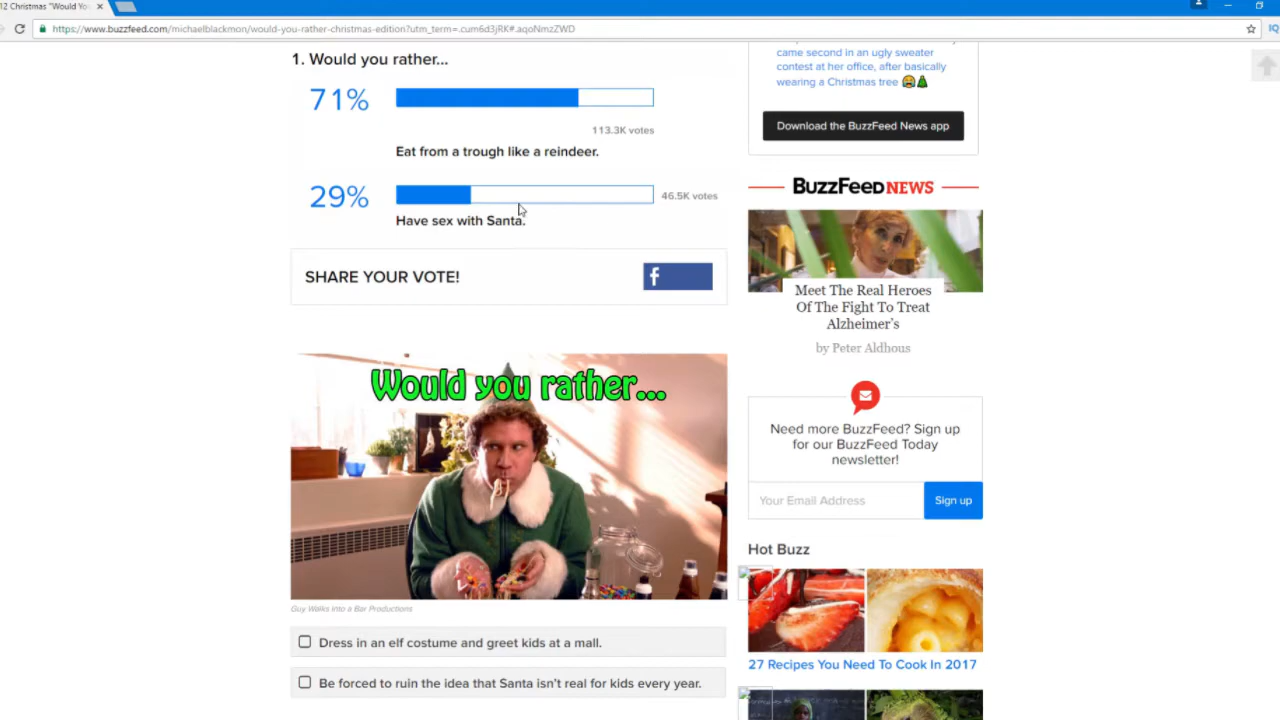 12 Christmas "Would Yo
https://www.buzzfeed.com/michaelblackmon/would-you-rather-christmas-edition?utm_term=.cum6d3jRK#.aqoNmzZWD
1. Would you rather...
71%
113.3K votes
Eat from a trough like a reindeer.
29%
46.5K votes
Have sex with Santa.
SHARE YOUR VOTE!
f
Would you rather...
Guy Walks into a Bar Productions
Dress in an elf costume and greet kids at a mall.
Be forced to ruin the idea that Santa isn't real for kids every year.
came second in an ugly sweater
contest at her office, after basically
wearing a Christmas tree
Download the BuzzFeed News app
BuzzFeed NEWS
Meet The Real Heroes
Of The Fight To Treat
Alzheimer's
by Peter Aldhous
Need more BuzzFeed? Sign up
for our BuzzFeed Today
newsletter!
Your Email Address
Sign up
Hot Buzz
27 Recipes You Need To Cook In 2017
IQ